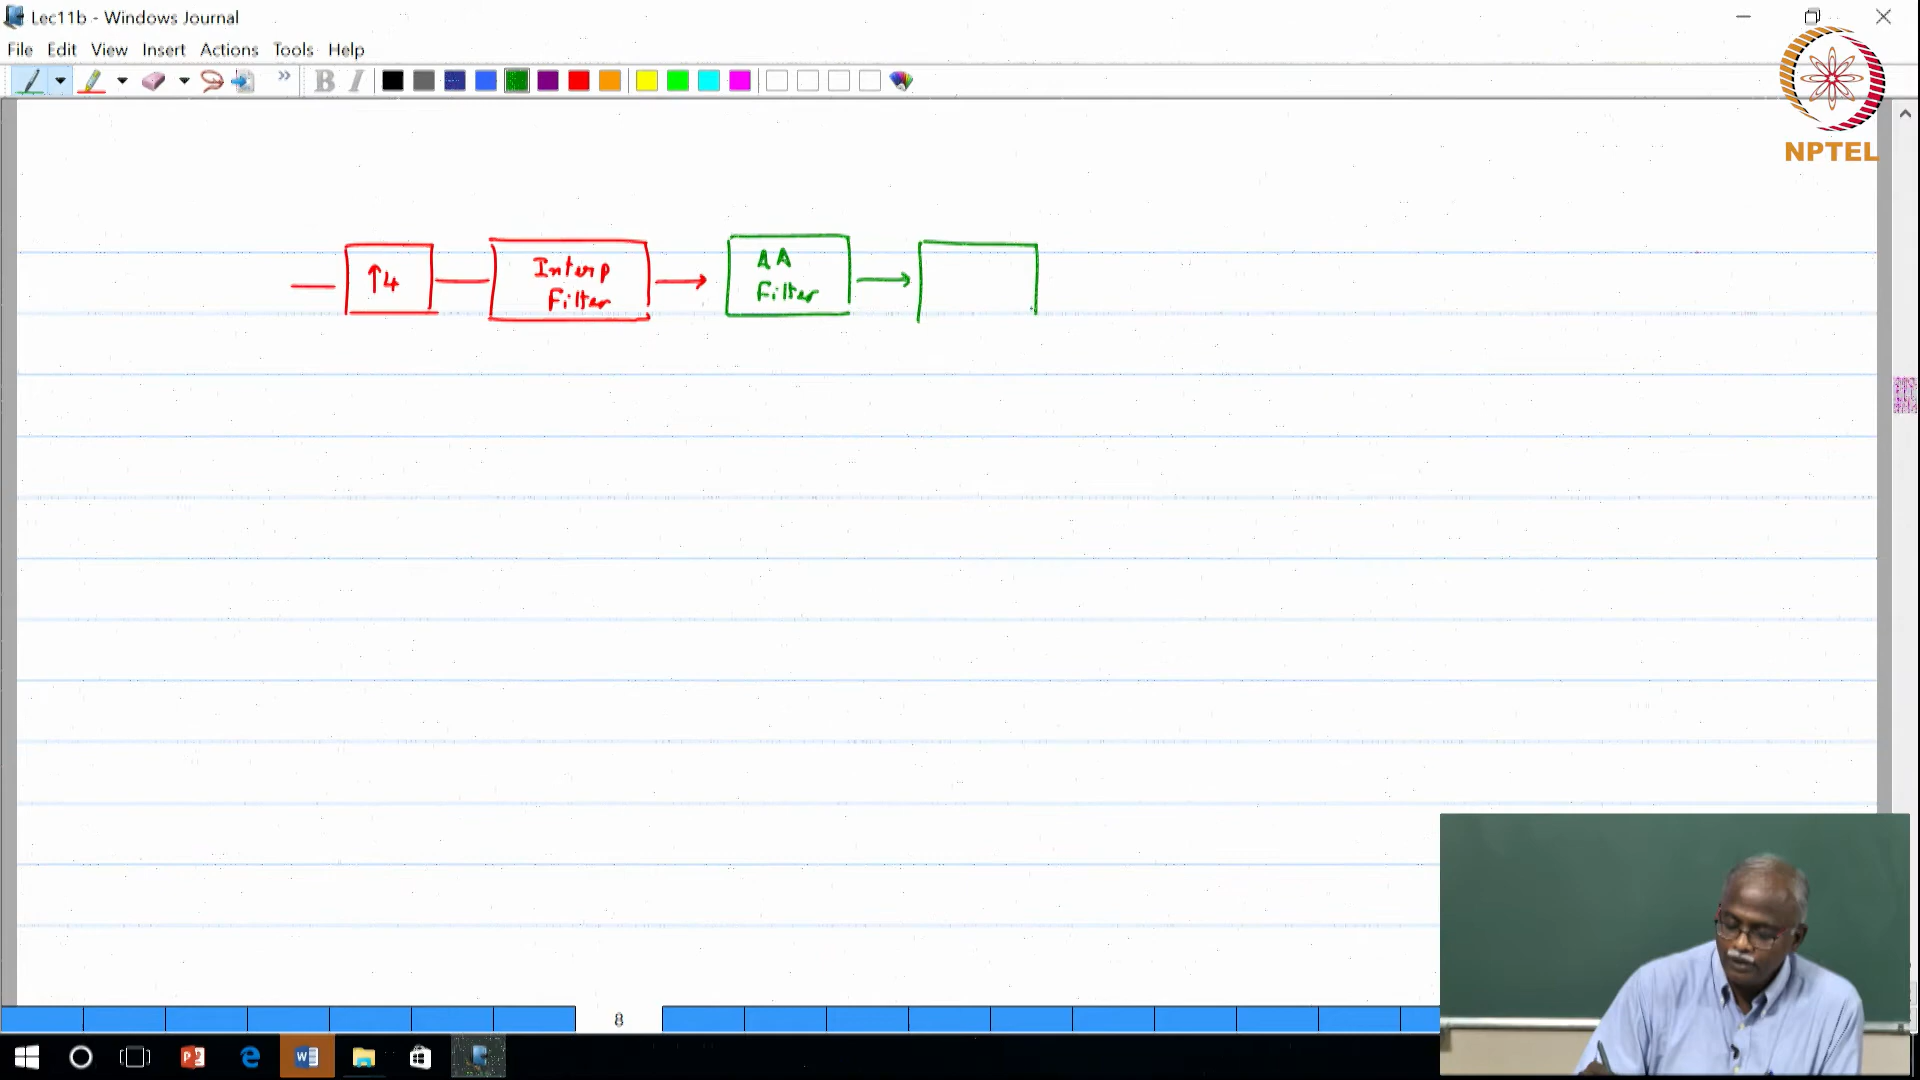 Lec11b - Windows Journal
File Edit View Insert Actions Tools Help
B I
NPTEL
↑4
Interp
Filter
AA
Filter
8